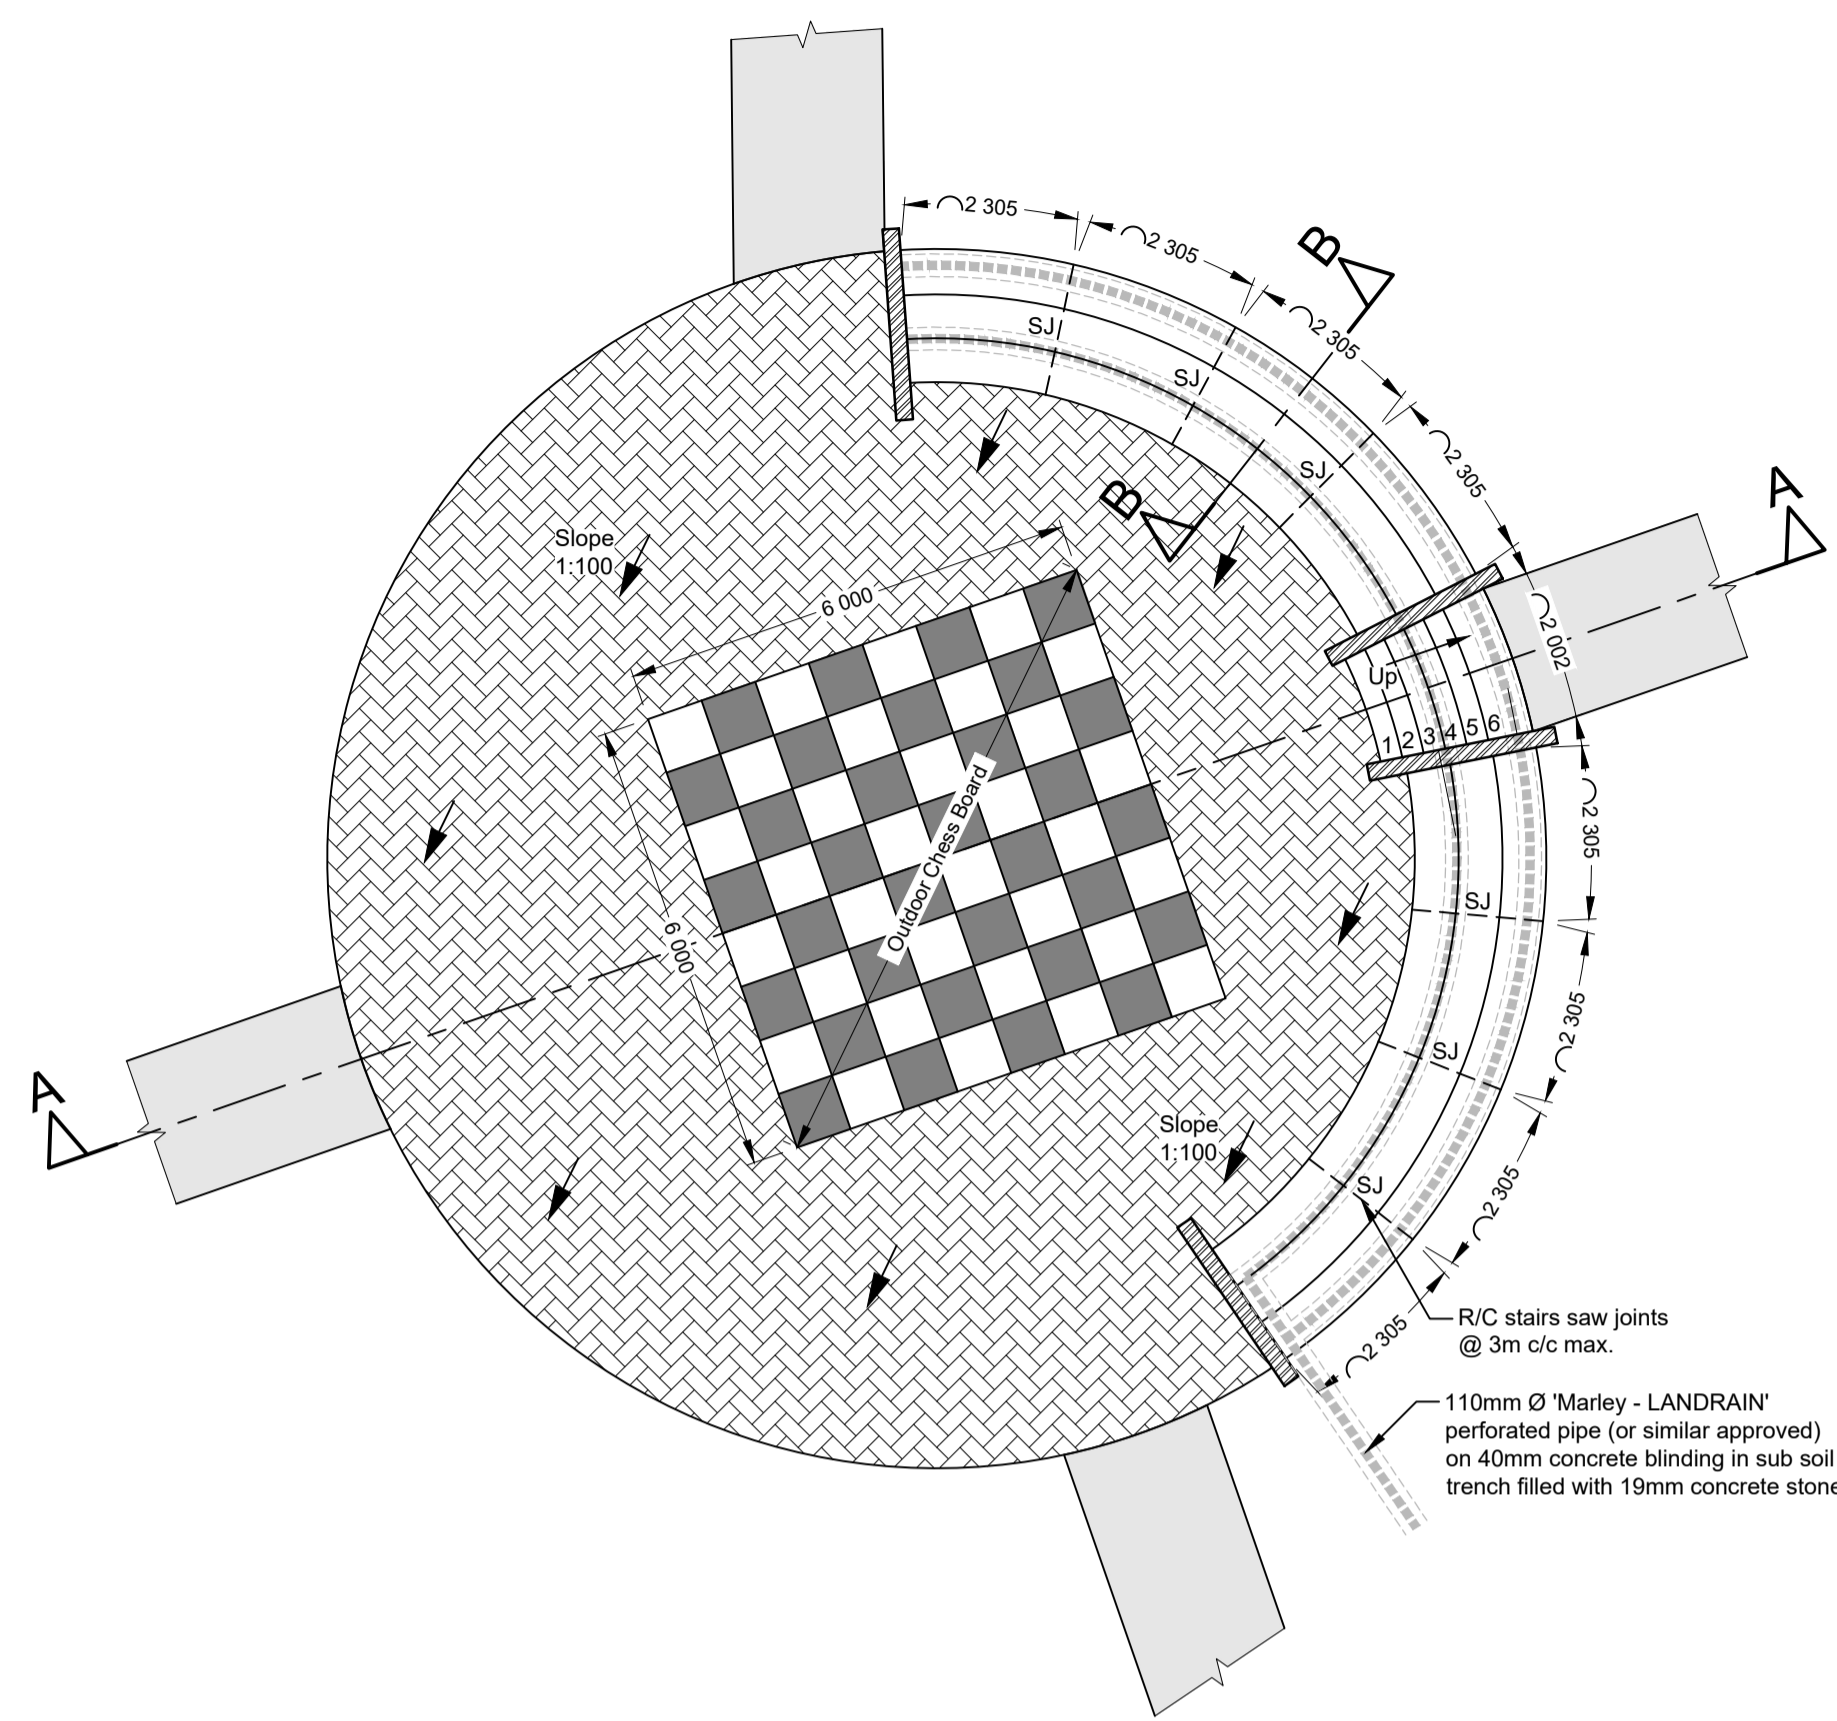 ⌒2 305
⌒2 305
B
⌒2 305
⌒2 305
SJ
SJ
SJ
B
A
Slope
1:100
6 000
⌒2 002
Up
1 2 3 4 5 6
⌒2 305
Outdoor Chess Board
6 000
SJ
⌒2 305
SJ
A
Slope
1:100
SJ
⌒2 305
⌒2 305
R/C stairs saw joints
@ 3m c/c max.
110mm Ø 'Marley - LANDRAIN'
perforated pipe (or similar approved)
on 40mm concrete blinding in sub soil
trench filled with 19mm concrete stone